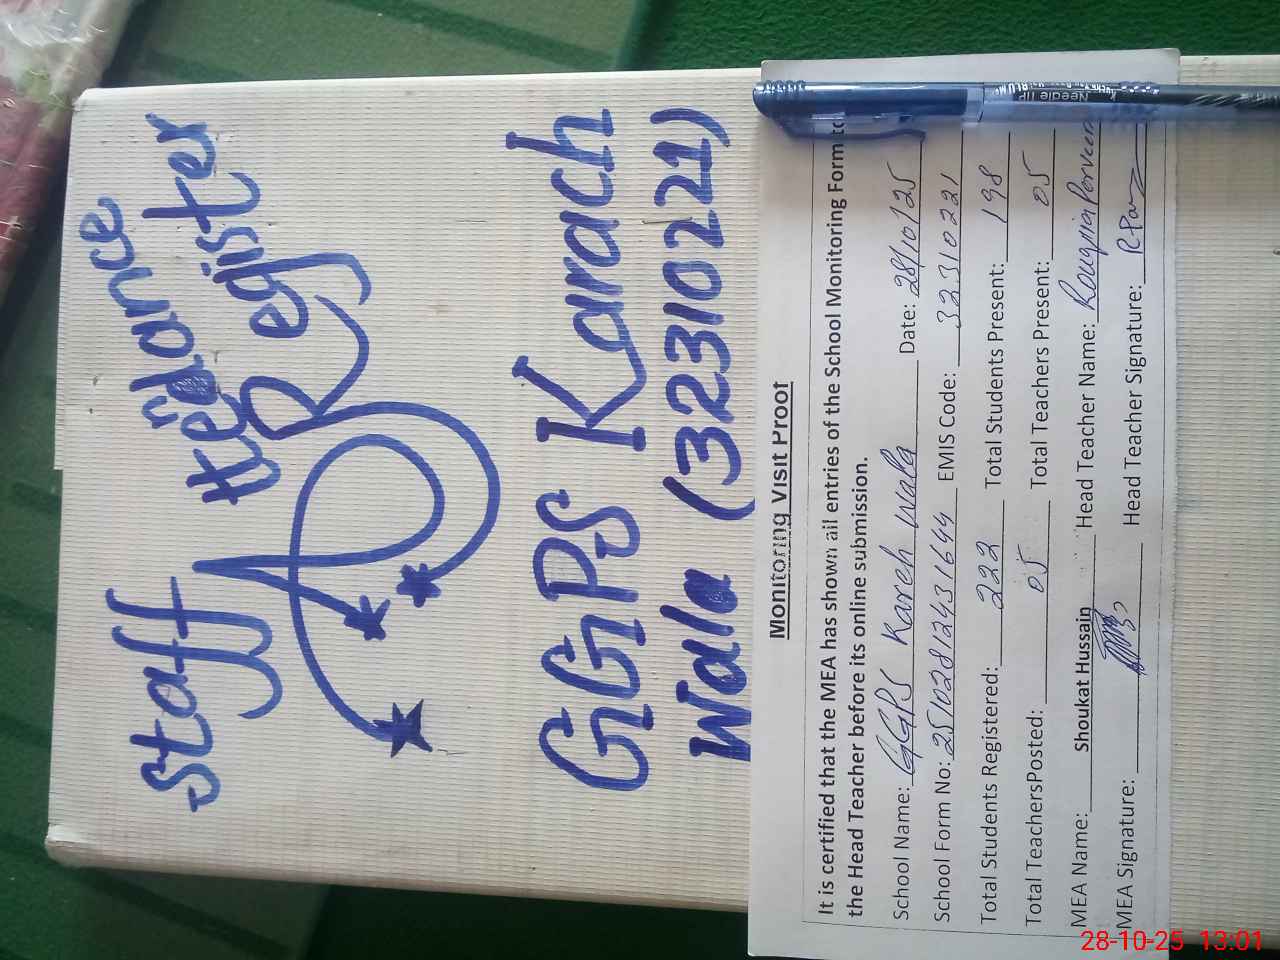 Staff
Attendance
Register
GGPS Karach
Wala (32310221)
Monitoring Visit Proof
It is certified that the MEA has shown all entries of the School Monitoring Form to
the Head Teacher before its online submission.
School Name: GGPS Kareh Wala Date: 28/10/25
School Form No: 25102812431644 EMIS Code: 32310221
Total Students Registered: 222 Total Students Present: 198
Total TeachersPosted: 05 Total Teachers Present: 05
MEA Name: Shoukat Hussain Head Teacher Name: Rouqqia Parveen
MEA Signature: Head Teacher Signature:
Needle Tip
28-10-25 13:01